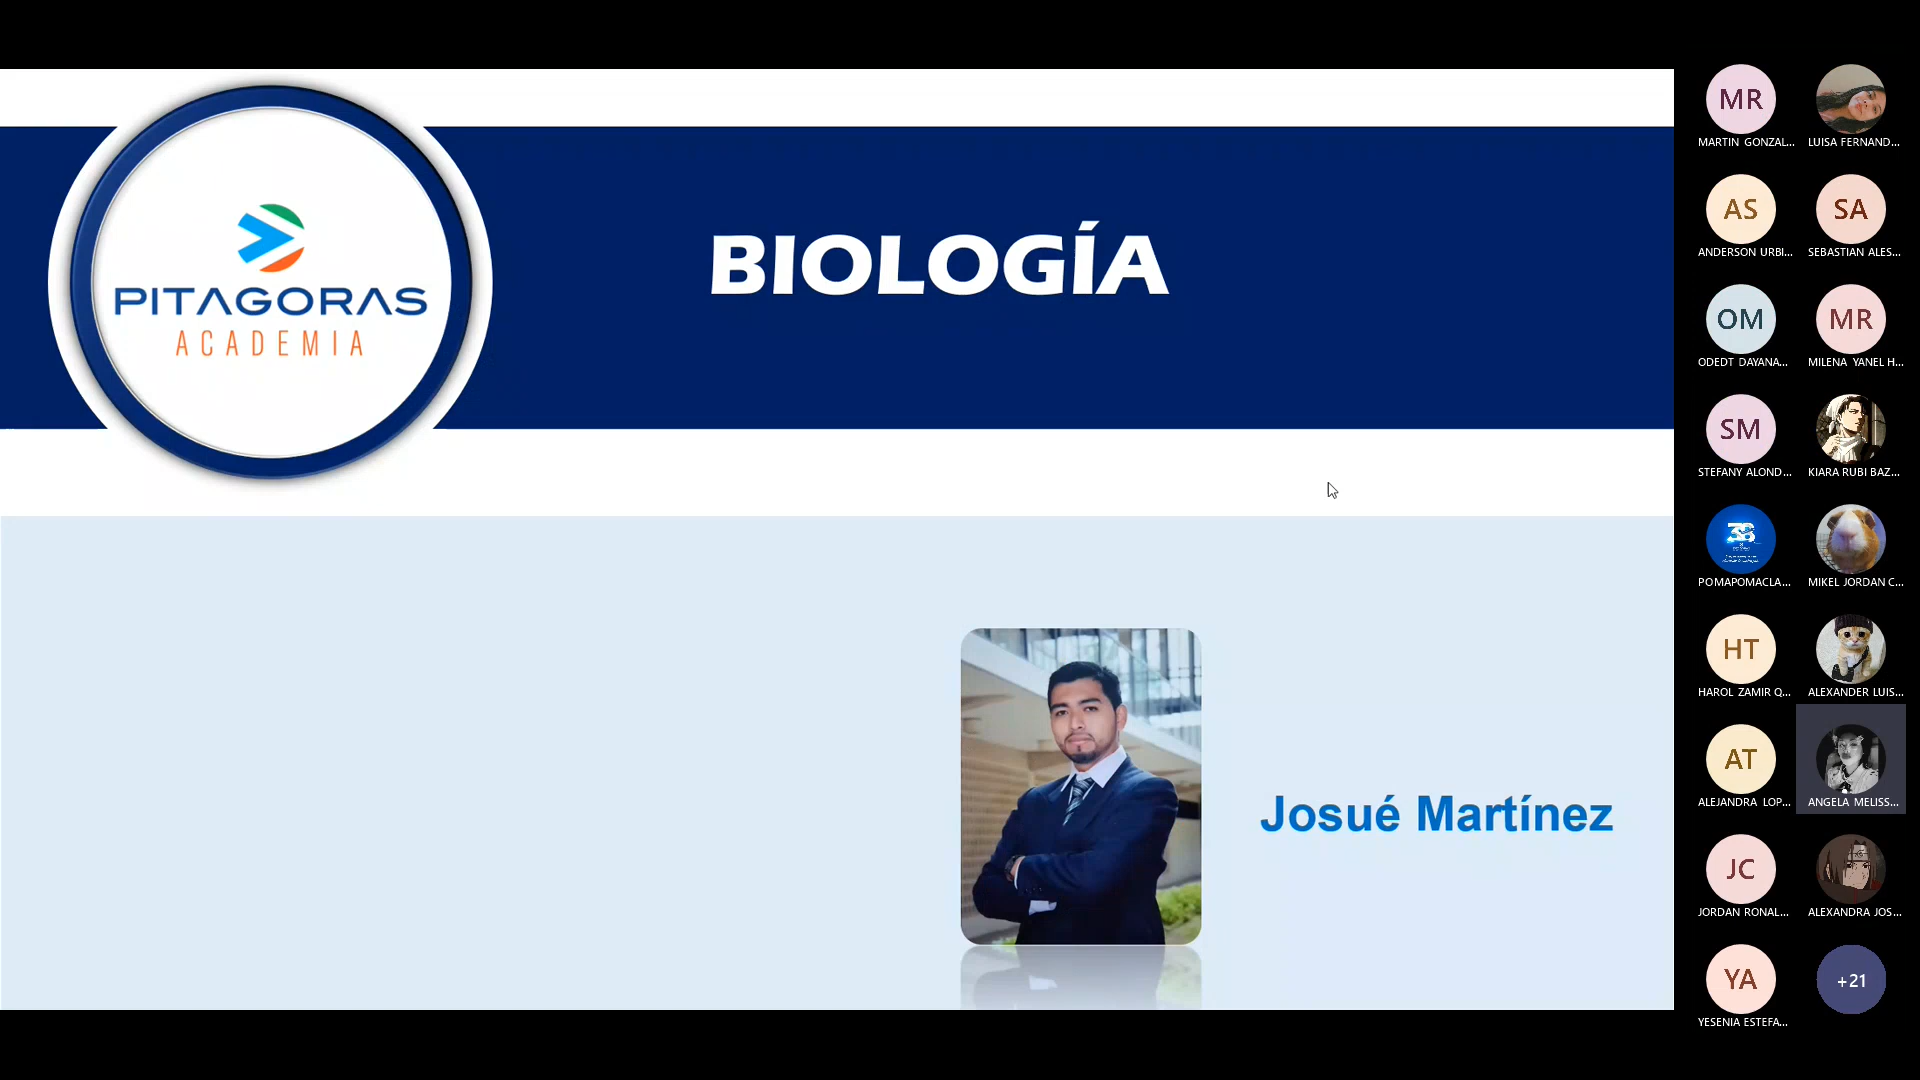 PITAGORAS
ACADEMIA
BIOLOGÍA
Josué Martínez
MR
MARTIN GONZAL...
LUISA FERNAND...
AS
ANDERSON URBI...
SA
SEBASTIAN ALES...
OM
ODEDT DAYANA...
MR
MILENA YANEL H...
SM
STEFANY ALOND...
KIARA RUBI BAZ...
38
POMAPOMACLA...
MIKEL JORDAN C...
HT
HAROL ZAMIR Q...
ALEXANDER LUIS...
AT
ALEJANDRA LOP...
ANGELA MELISS...
JC
JORDAN RONAL...
ALEXANDRA JOS...
YA
YESENIA ESTEFA...
+21